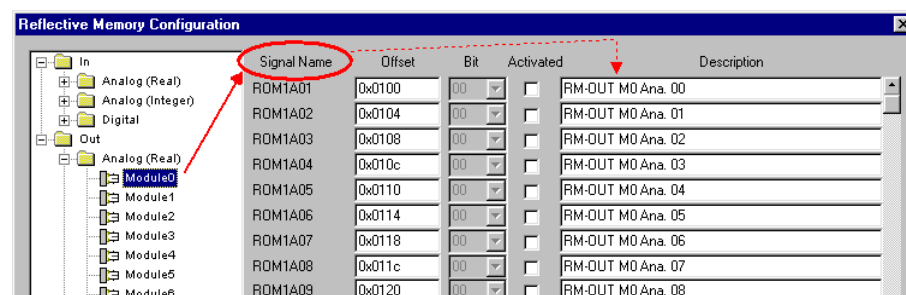 Reflective Memory Configuration
In
Analog (Real)
Analog (Integer)
Digital
Out
Analog (Real)
Module0
Module1
Module2
Module3
Module4
Module5
Module6
Signal Name Offset Bit Activated Description
ROM1A01 0x0100 00 RM-OUT M0 Ana. 00
ROM1A02 0x0104 00 RM-OUT M0 Ana. 01
ROM1A03 0x0108 00 RM-OUT M0 Ana. 02
ROM1A04 0x010c 00 RM-OUT M0 Ana. 03
ROM1A05 0x0110 00 RM-OUT M0 Ana. 04
ROM1A06 0x0114 00 RM-OUT M0 Ana. 05
ROM1A07 0x0118 00 RM-OUT M0 Ana. 06
ROM1A08 0x011c 00 RM-OUT M0 Ana. 07
ROM1A09 0x0120 00 RM-OUT M0 Ana. 08